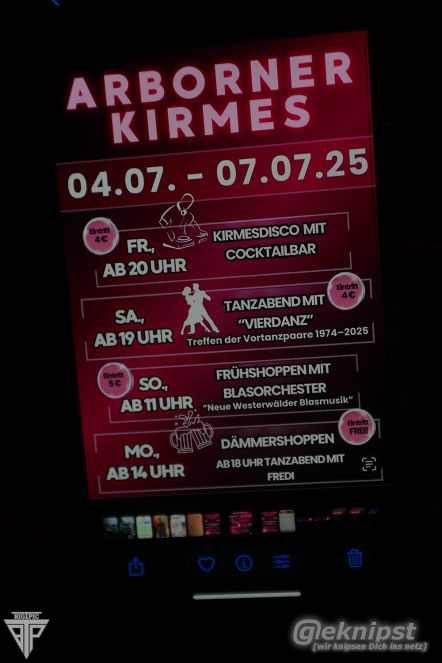 ARBORNER
KIRMES
04.07. - 07.07.25
Eintritt
4€
FR.,
AB 20 UHR
KIRMESDISCO MIT
COCKTAILBAR
SA.,
AB 19 UHR
TANZABEND MIT
"VIERDANZ"
Treffen der Vortanzpaare 1974–2025
Eintritt
4€
Eintritt
5€
SO.,
AB 11 UHR
FRÜHSHOPPEN MIT
BLASORCHESTER
"Neue Westerwälder Blasmusik"
MO.,
AB 14 UHR
DÄMMERSHOPPEN
AB 18 UHR TANZABEND MIT
FREDI
Eintritt
FREI!
BIGUPIC
@eknipst
[wir knipsen Dich ins netz]